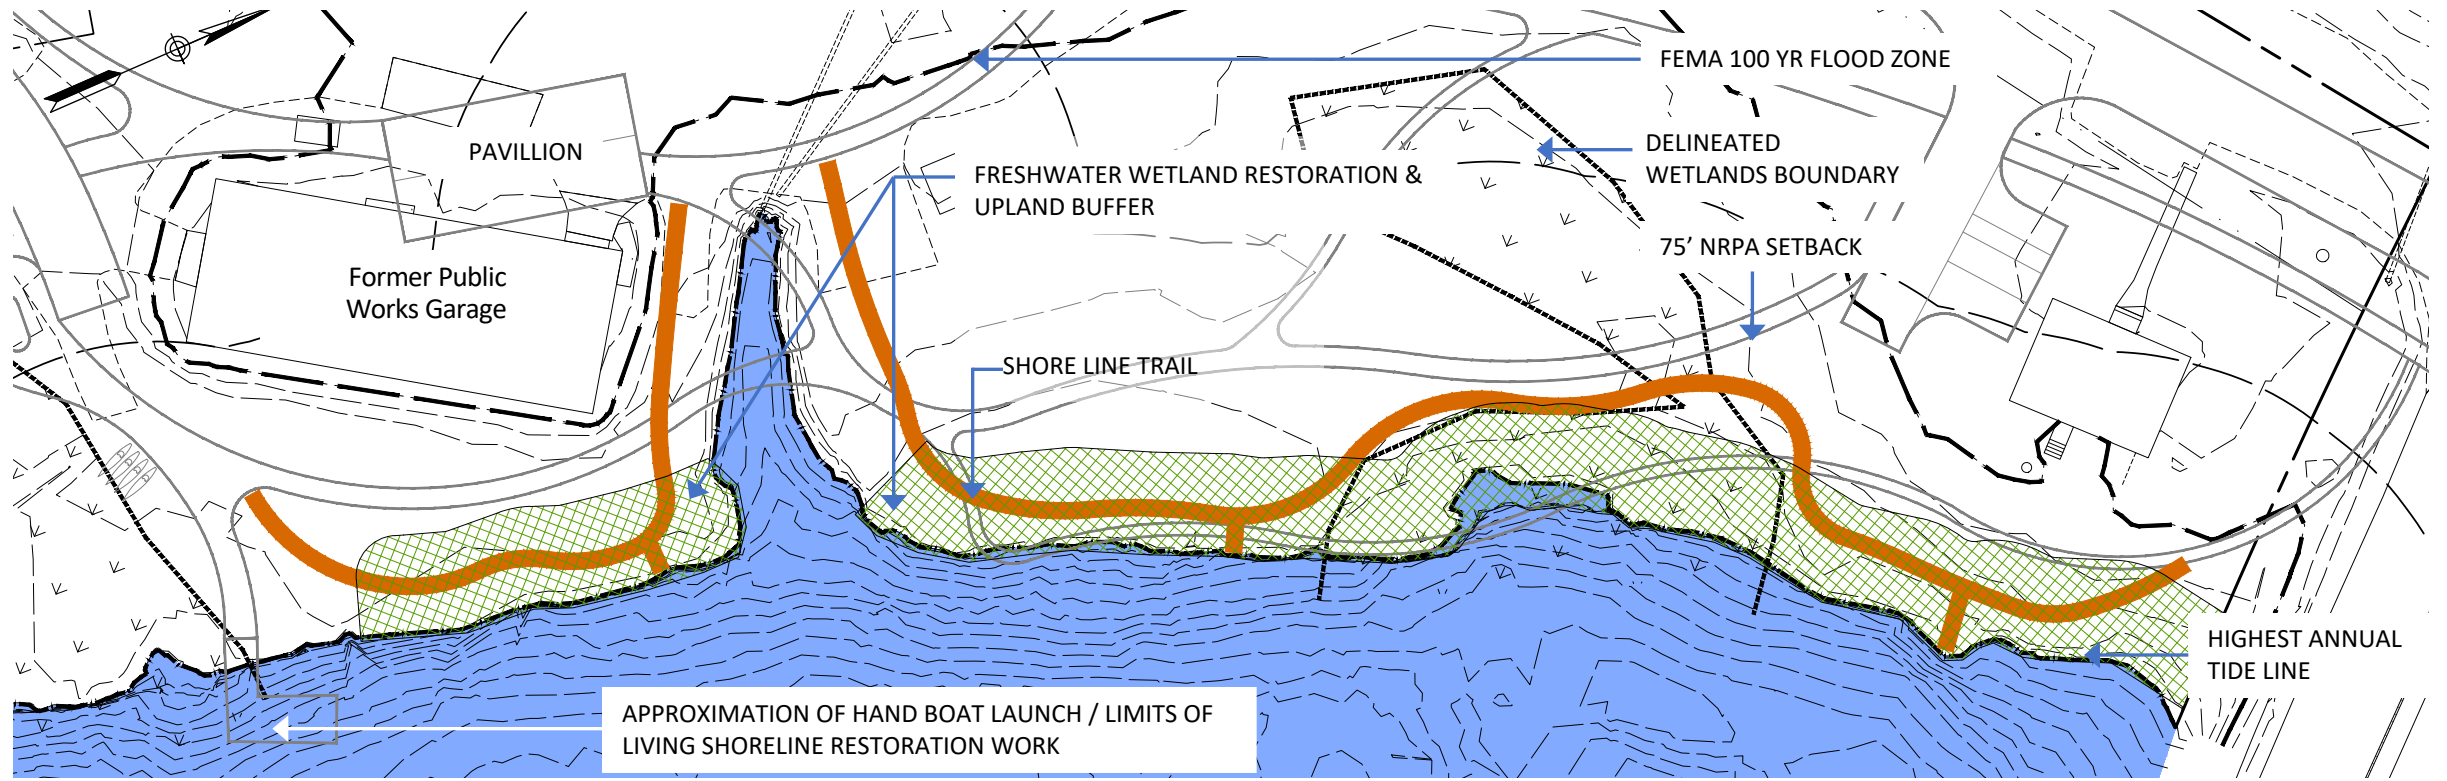 FEMA 100 YR FLOOD ZONE
PAVILLION
DELINEATED
WETLANDS BOUNDARY
FRESHWATER WETLAND RESTORATION &
UPLAND BUFFER
75' NRPA SETBACK
Former Public
Works Garage
SHORE LINE TRAIL
HIGHEST ANNUAL
TIDE LINE
APPROXIMATION OF HAND BOAT LAUNCH / LIMITS OF
LIVING SHORELINE RESTORATION WORK